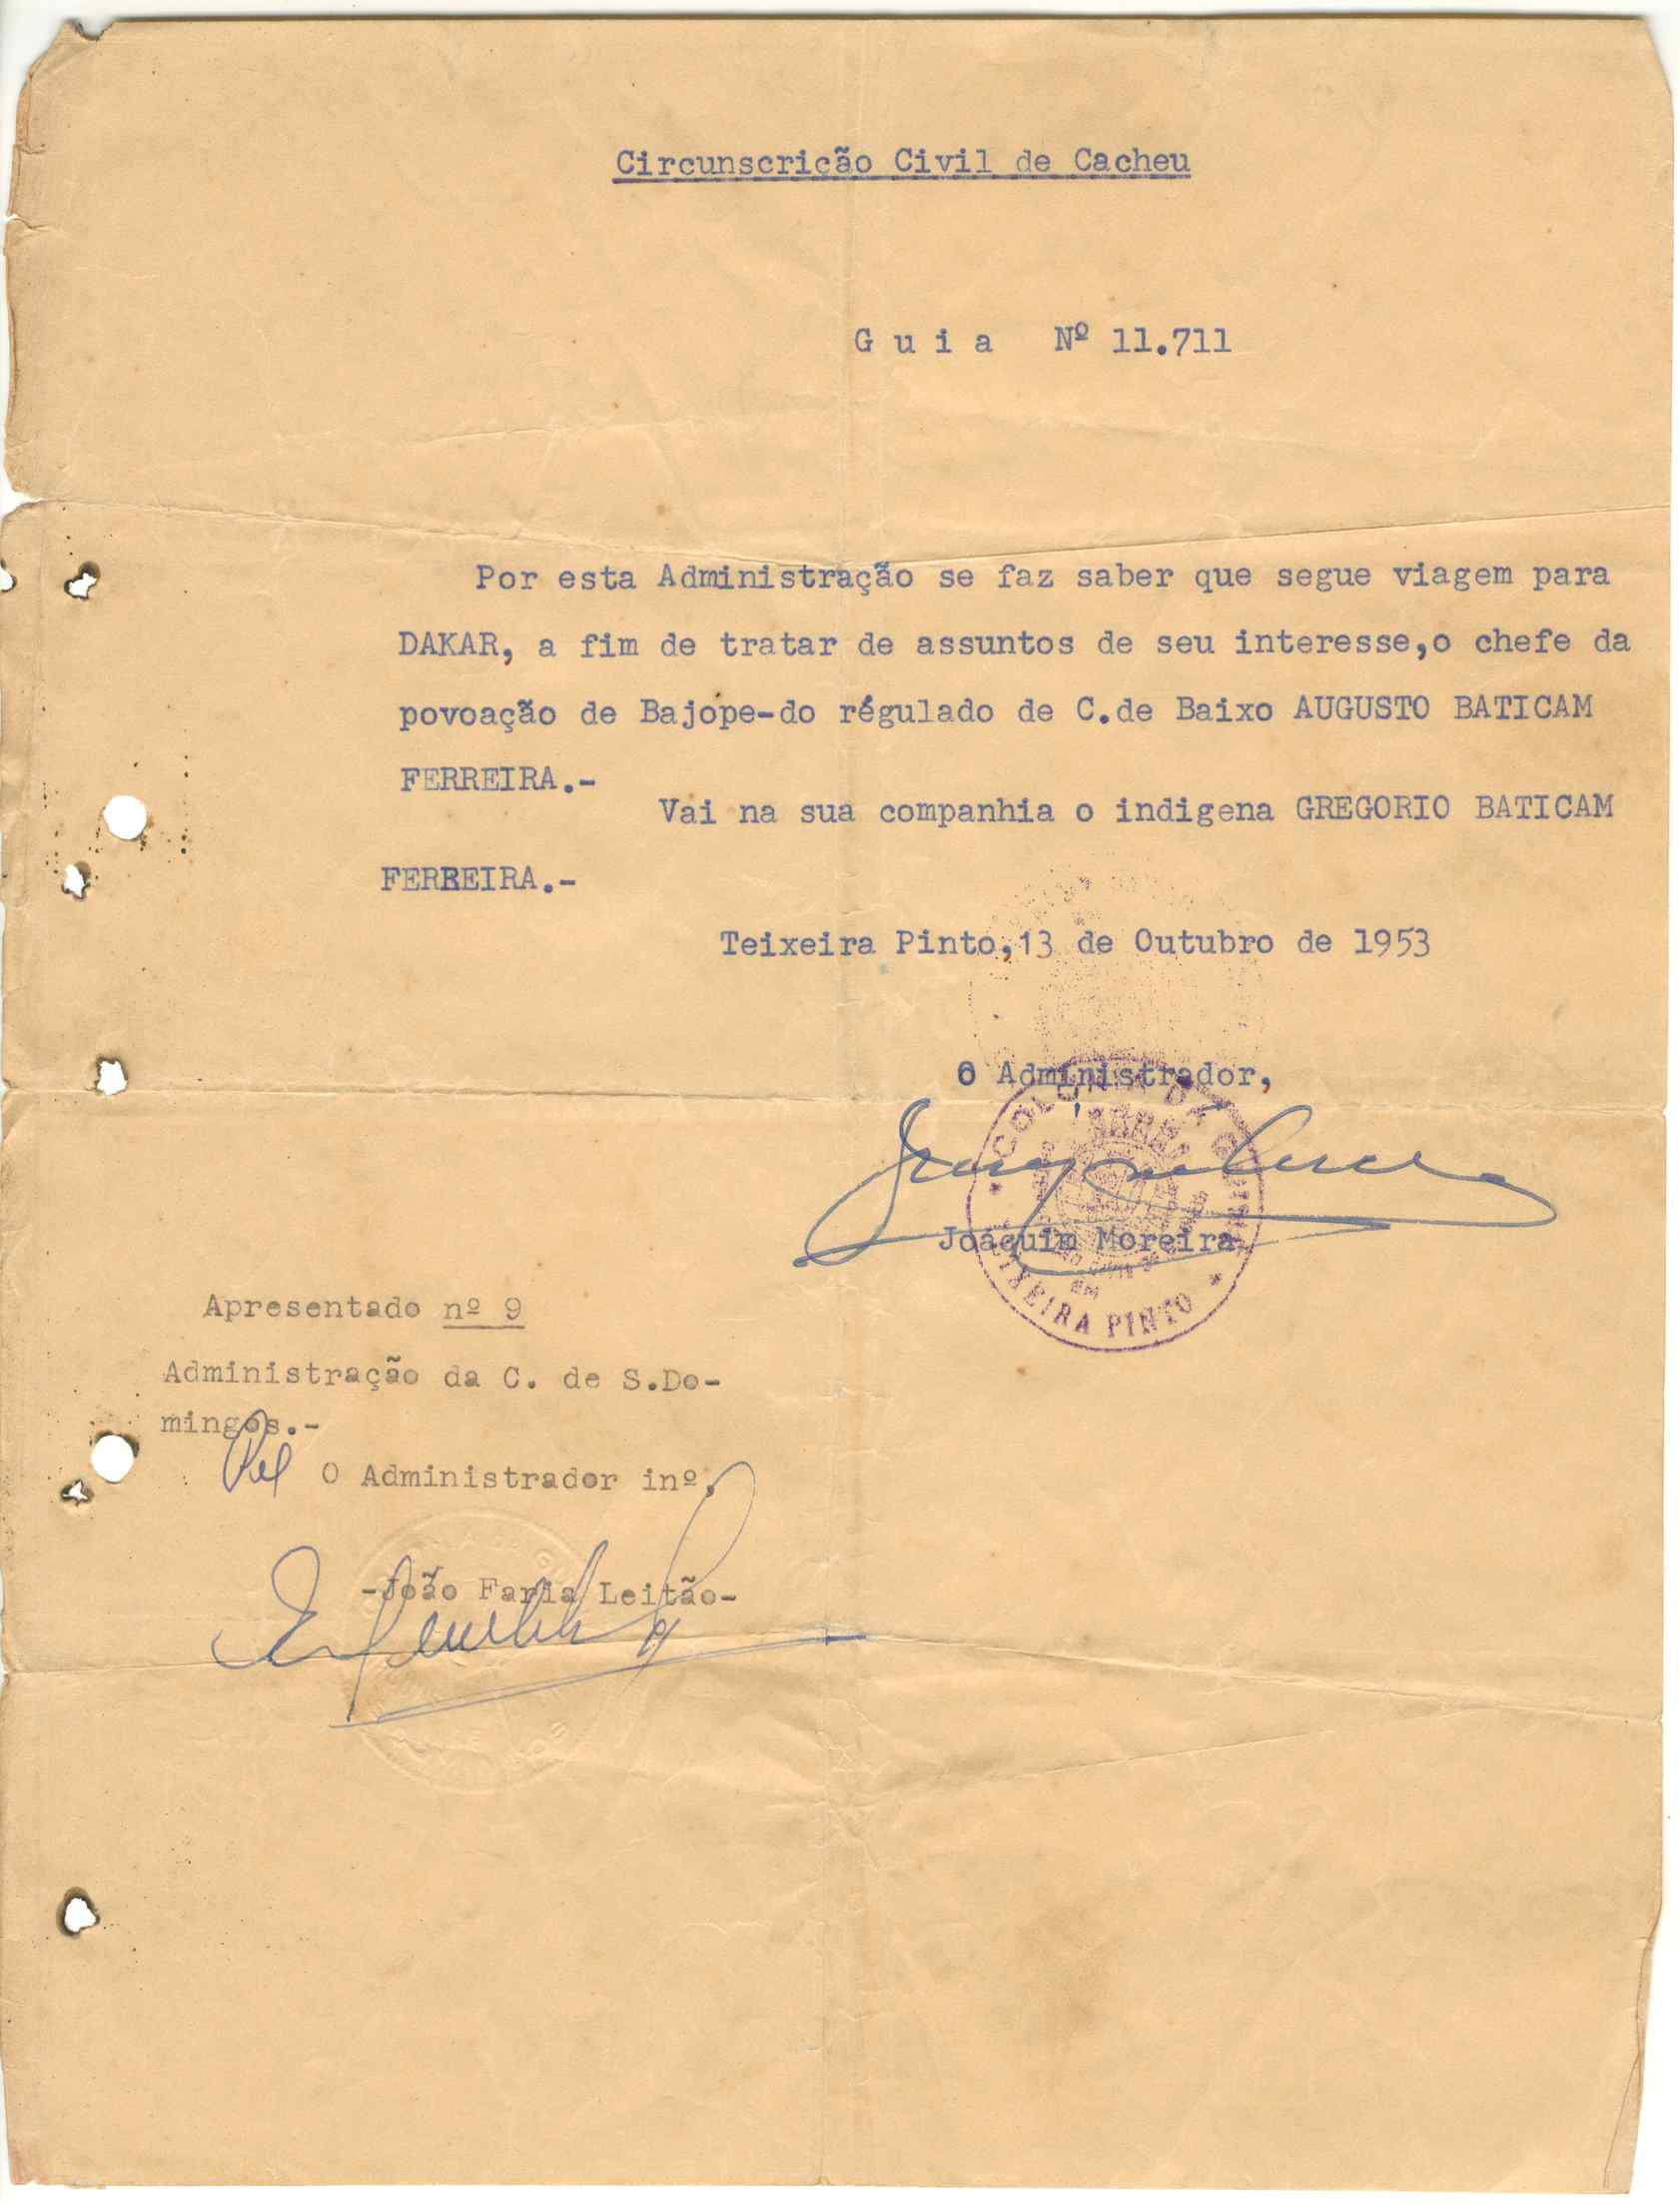 Circunscrição Civil de Cacheu
G u i a Nº 11.711
Por esta Administração se faz saber que segue viagem para
DAKAR, a fim de tratar de assuntos de seu interesse,o chefe da
povoação de Bajope-do régulado de C.de Baixo AUGUSTO BATICAM
FERREIRA.-
Vai na sua companhia o indigena GREGORIO BATICAM
FERREIRA.-
Teixeira Pinto,13 de Outubro de 1953
O Administrador,
Joaquim Moreira
TEIXEIRA PINTO
Apresentado nº 9
Administração da C. de S.Do-
mingos.-
Pel O Administrador inº,
-João Faria Leitão-